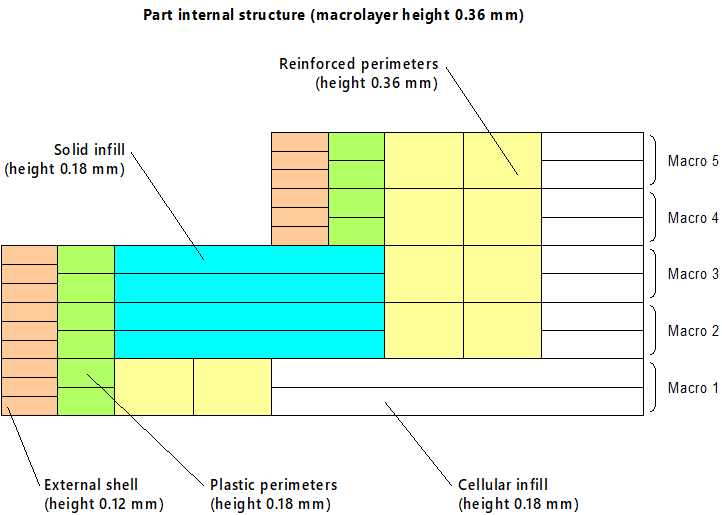 Part internal structure (macrolayer height 0.36 mm)
Reinforced perimeters
(height 0.36 mm)
Solid infill
(height 0.18 mm)
Macro 5
Macro 4
Macro 3
Macro 2
Macro 1
External shell
(height 0.12 mm)
Plastic perimeters
(height 0.18 mm)
Cellular infill
(height 0.18 mm)